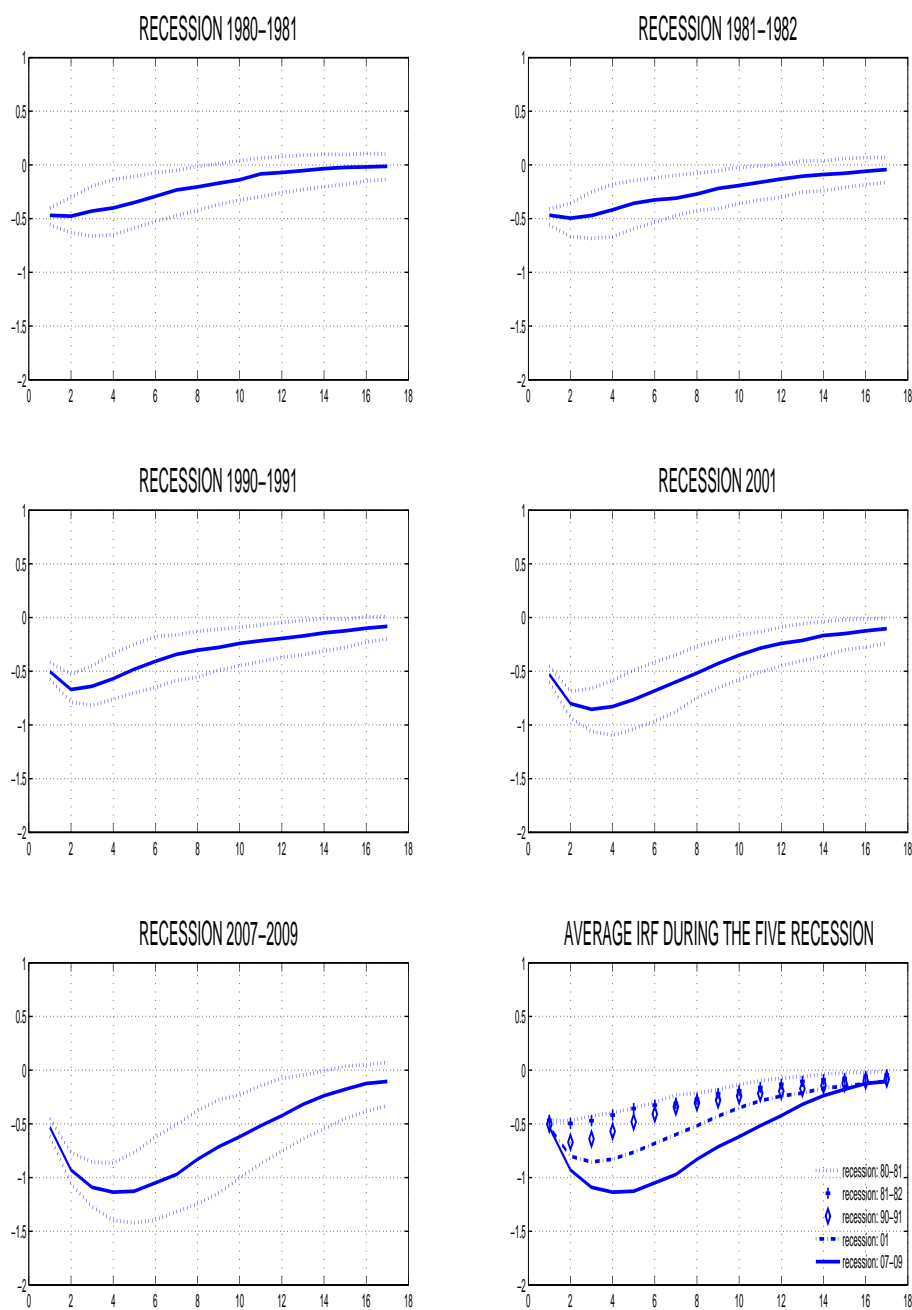 RECESSION 1980–1981
1
0.5
0
−0.5
−1
−1.5
−2
0 2 4 6 8 10 12 14 16 18
RECESSION 1981–1982
1
0.5
0
−0.5
−1
−1.5
−2
0 2 4 6 8 10 12 14 16 18
RECESSION 1990–1991
1
0.5
0
−0.5
−1
−1.5
−2
0 2 4 6 8 10 12 14 16 18
RECESSION 2001
1
0.5
0
−0.5
−1
−1.5
−2
0 2 4 6 8 10 12 14 16 18
RECESSION 2007–2009
1
0.5
0
−0.5
−1
−1.5
−2
0 2 4 6 8 10 12 14 16 18
AVERAGE IRF DURING THE FIVE RECESSION
1
0.5
0
−0.5
−1
−1.5
−2
0 2 4 6 8 10 12 14 16 18
recession: 80–81
recession: 81–82
recession: 90–91
recession: 01
recession: 07–09